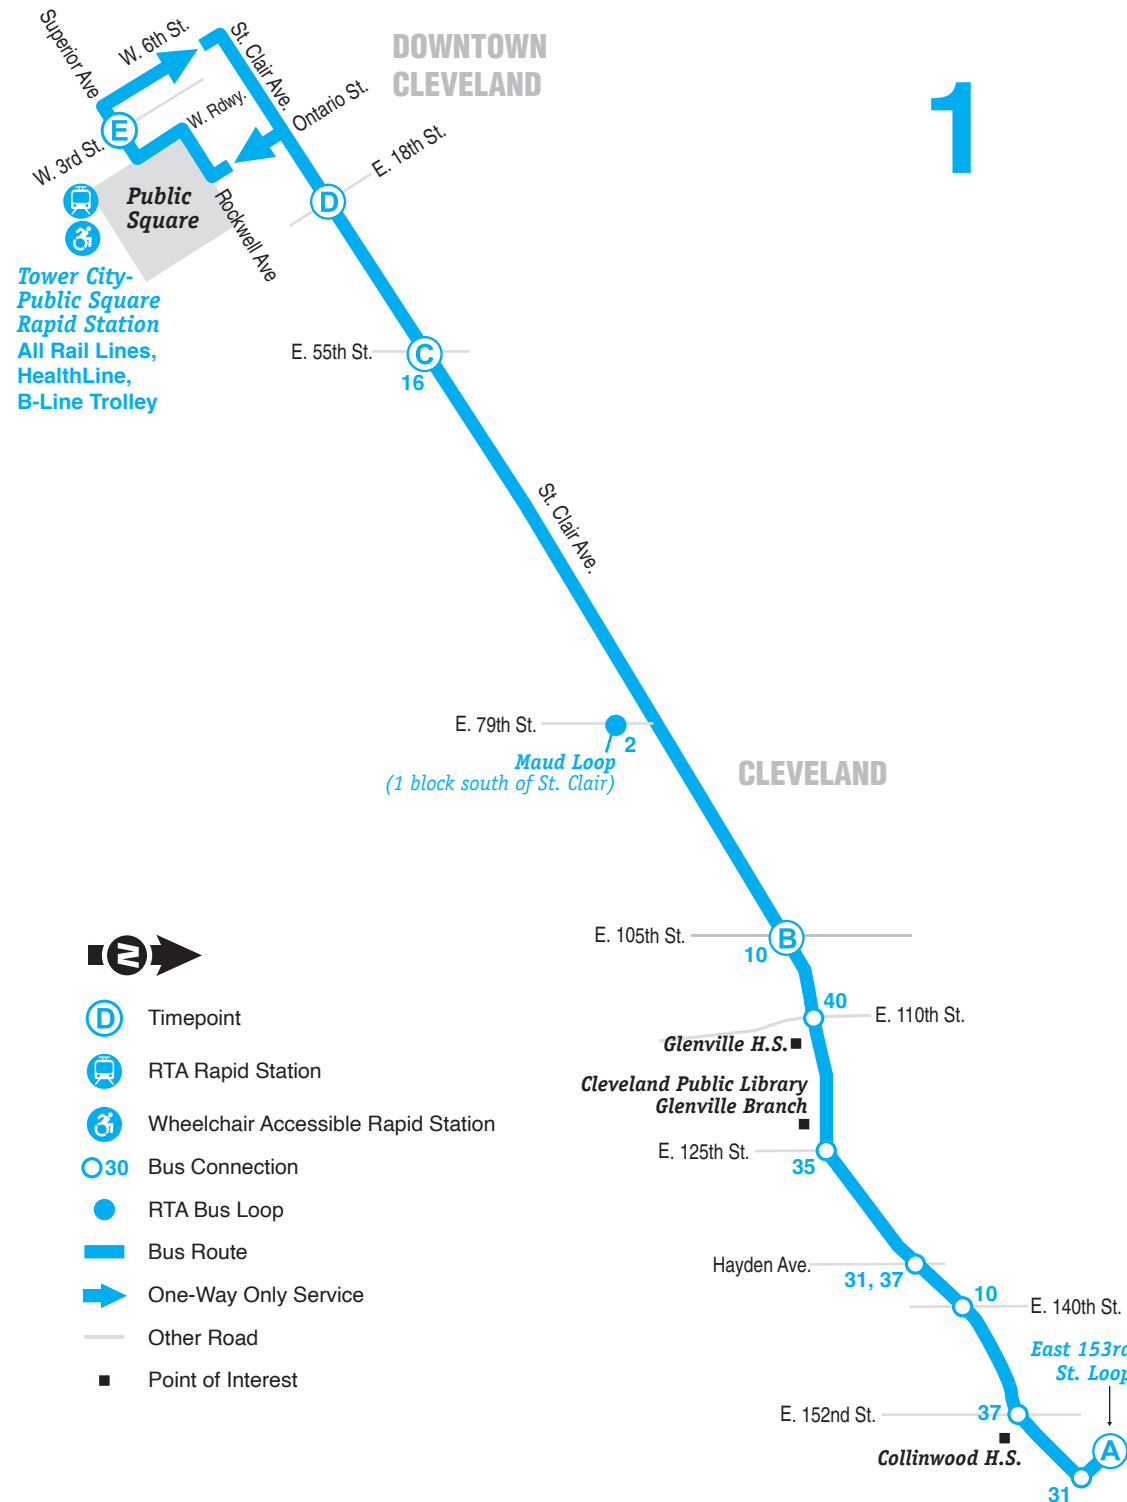 Superior Ave
W. 6th St.
St. Clair Ave.
DOWNTOWN
CLEVELAND
1
W. Rdwy.
Ontario St.
E
W. 3rd St.
E. 18th St.
D
Public
Square
Rockwell Ave
Tower City-
Public Square
Rapid Station
All Rail Lines,
HealthLine,
B-Line Trolley
E. 55th St.
C
16
St. Clair Ave.
E. 79th St.
2
Maud Loop
(1 block south of St. Clair)
CLEVELAND
E. 105th St.
B
10
40
E. 110th St.
Glenville H.S.
Cleveland Public Library
Glenville Branch
E. 125th St.
35
Hayden Ave.
31, 37
10
E. 140th St.
East 153rd
St. Loop
E. 152nd St.
37
A
Collinwood H.S.
31
N
D Timepoint
RTA Rapid Station
Wheelchair Accessible Rapid Station
30 Bus Connection
RTA Bus Loop
Bus Route
One-Way Only Service
Other Road
Point of Interest